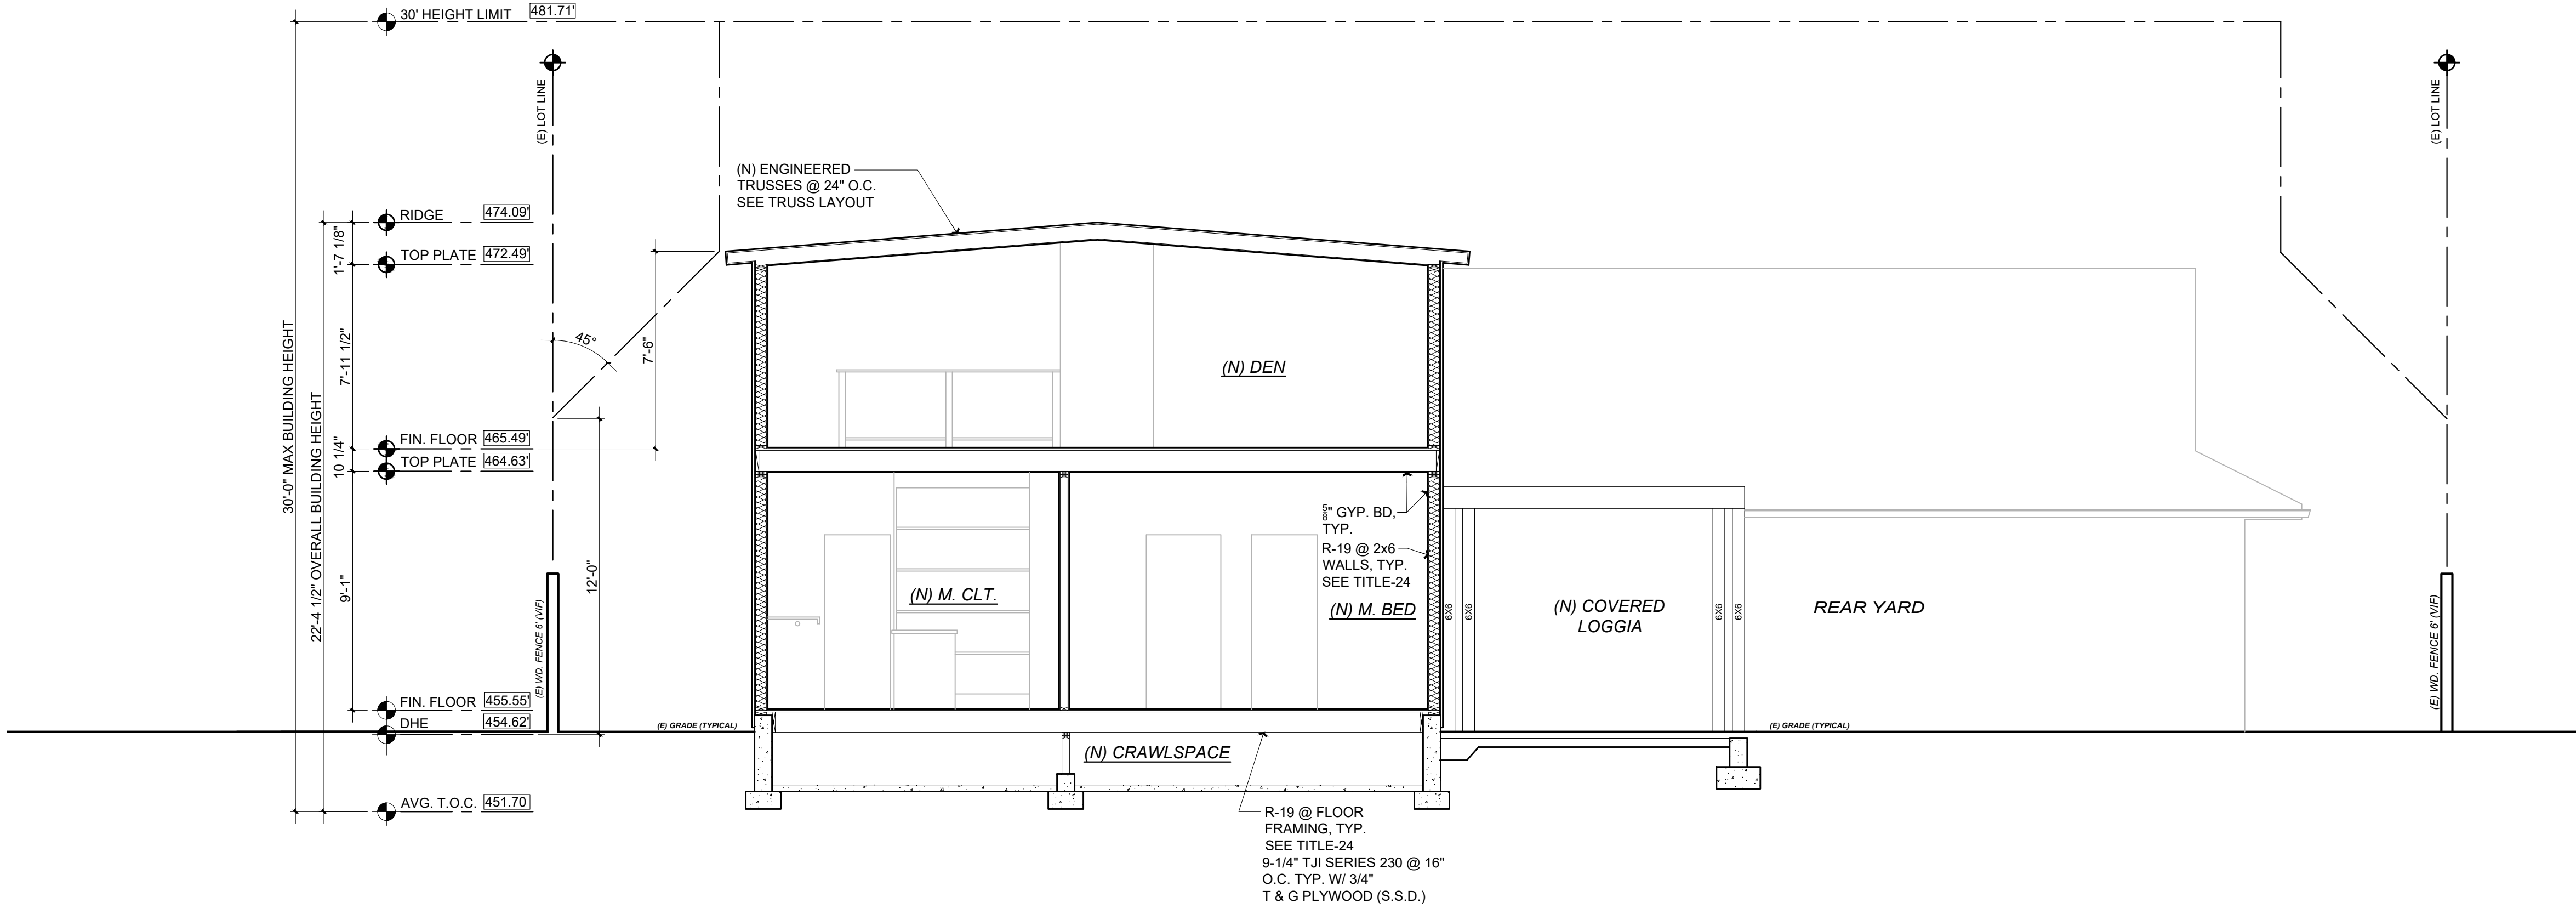 30' HEIGHT LIMIT 481.71'
(E) LOT LINE
(E) LOT LINE
(N) ENGINEERED
TRUSSES @ 24" O.C.
SEE TRUSS LAYOUT
RIDGE 474.09'
1'-7 1/8"
TOP PLATE 472.49'
45°
7'-6"
7'-11 1/2"
30'-0" MAX BUILDING HEIGHT
22'-4 1/2" OVERALL BUILDING HEIGHT
(N) DEN
FIN. FLOOR 465.49'
10 1/4"
TOP PLATE 464.63'
5/8" GYP. BD,
TYP.
R-19 @ 2x6
WALLS, TYP.
SEE TITLE-24
9'-1"
12'-0"
(N) M. CLT.
(N) M. BED
6X6
6X6
(N) COVERED
LOGGIA
6X6
6X6
REAR YARD
(E) WD. FENCE 6' (VIF)
(E) WD. FENCE 6' (VIF)
FIN. FLOOR 455.55'
DHE 454.62'
(E) GRADE (TYPICAL)
(E) GRADE (TYPICAL)
(N) CRAWLSPACE
AVG. T.O.C. 451.70
R-19 @ FLOOR
FRAMING, TYP.
SEE TITLE-24
9-1/4" TJI SERIES 230 @ 16"
O.C. TYP. W/ 3/4"
T & G PLYWOOD (S.S.D.)